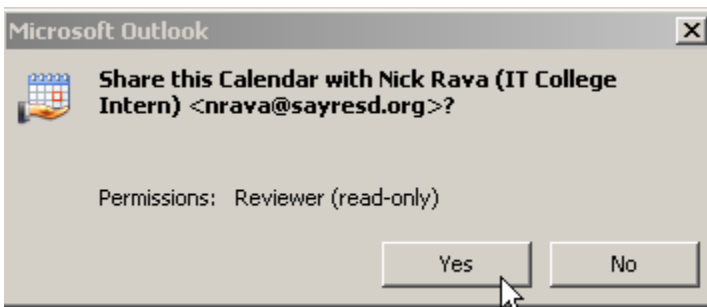 Microsoft Outlook
Share this Calendar with Nick Rava (IT College
Intern) <nrava@sayresd.org>?
Permissions: Reviewer (read-only)
Yes No